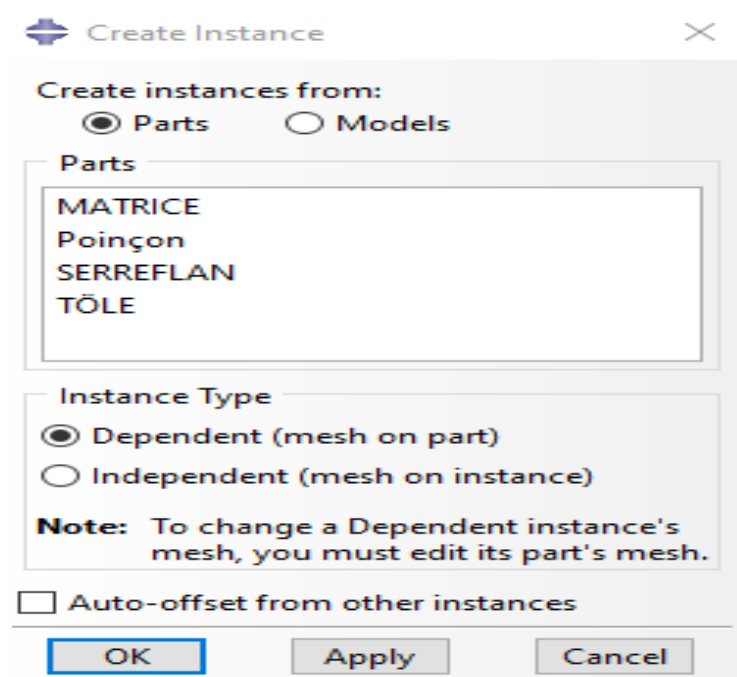 Create Instance
Create instances from:
Parts Models
Parts
MATRICE
Poinçon
SERREFLAN
TÖLE
Instance Type
Dependent (mesh on part)
Independent (mesh on instance)
Note: To change a Dependent instance's
mesh, you must edit its part's mesh.
Auto-offset from other instances
OK Apply Cancel